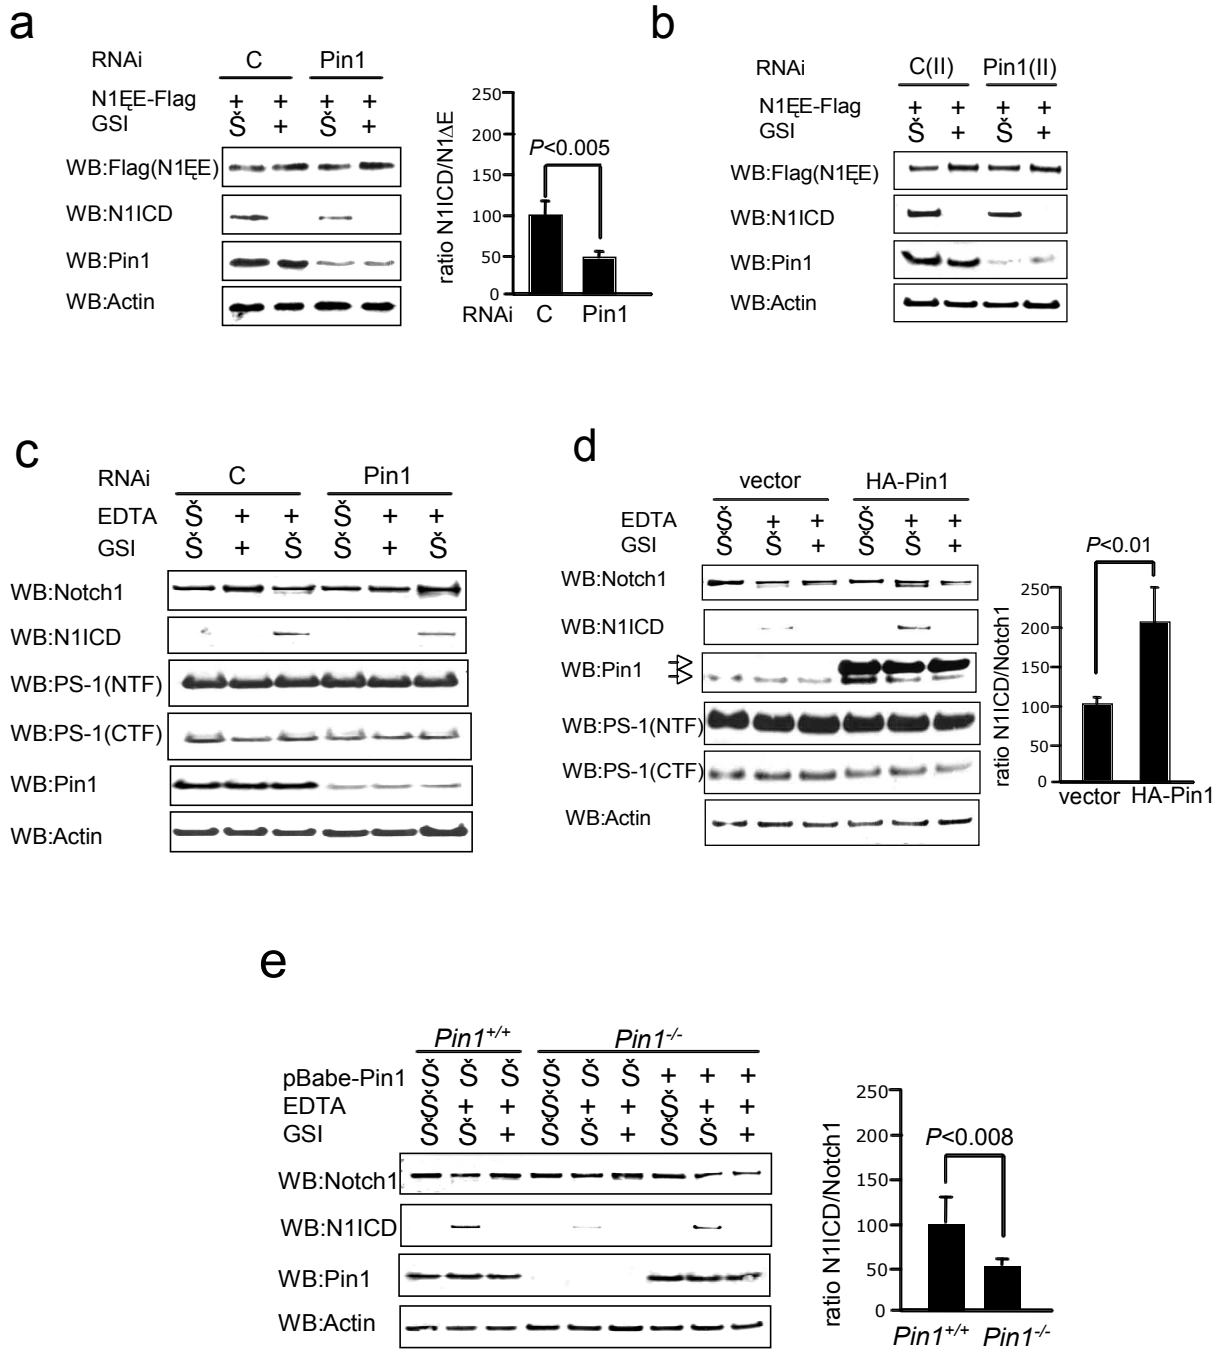 a
RNAi C Pin1
N1ĘE-Flag + + + +
GSI Š + Š +
WB:Flag(N1ĘE)
WB:N1ICD
WB:Pin1
WB:Actin
ratio N1ICD/N1ΔE
250
200
150
100
50
0
P<0.005
RNAi C Pin1
b
RNAi C(II) Pin1(II)
N1ĘE-Flag + + + +
GSI Š + Š +
WB:Flag(N1ĘE)
WB:N1ICD
WB:Pin1
WB:Actin
c
RNAi C Pin1
EDTA Š + + Š + +
GSI Š + Š Š + Š
WB:Notch1
WB:N1ICD
WB:PS-1(NTF)
WB:PS-1(CTF)
WB:Pin1
WB:Actin
d
vector HA-Pin1
EDTA Š + + Š + +
GSI Š Š + Š Š +
WB:Notch1
WB:N1ICD
WB:Pin1
WB:PS-1(NTF)
WB:PS-1(CTF)
WB:Actin
ratio N1ICD/Notch1
250
200
150
100
50
0
P<0.01
vector HA-Pin1
e
Pin1+/+ Pin1-/-
pBabe-Pin1 Š Š Š Š Š Š + + +
EDTA Š + + Š + + Š + +
GSI Š Š + Š Š + Š Š +
WB:Notch1
WB:N1ICD
WB:Pin1
WB:Actin
ratio N1ICD/Notch1
250
200
150
100
50
0
P<0.008
Pin1+/+ Pin1-/-